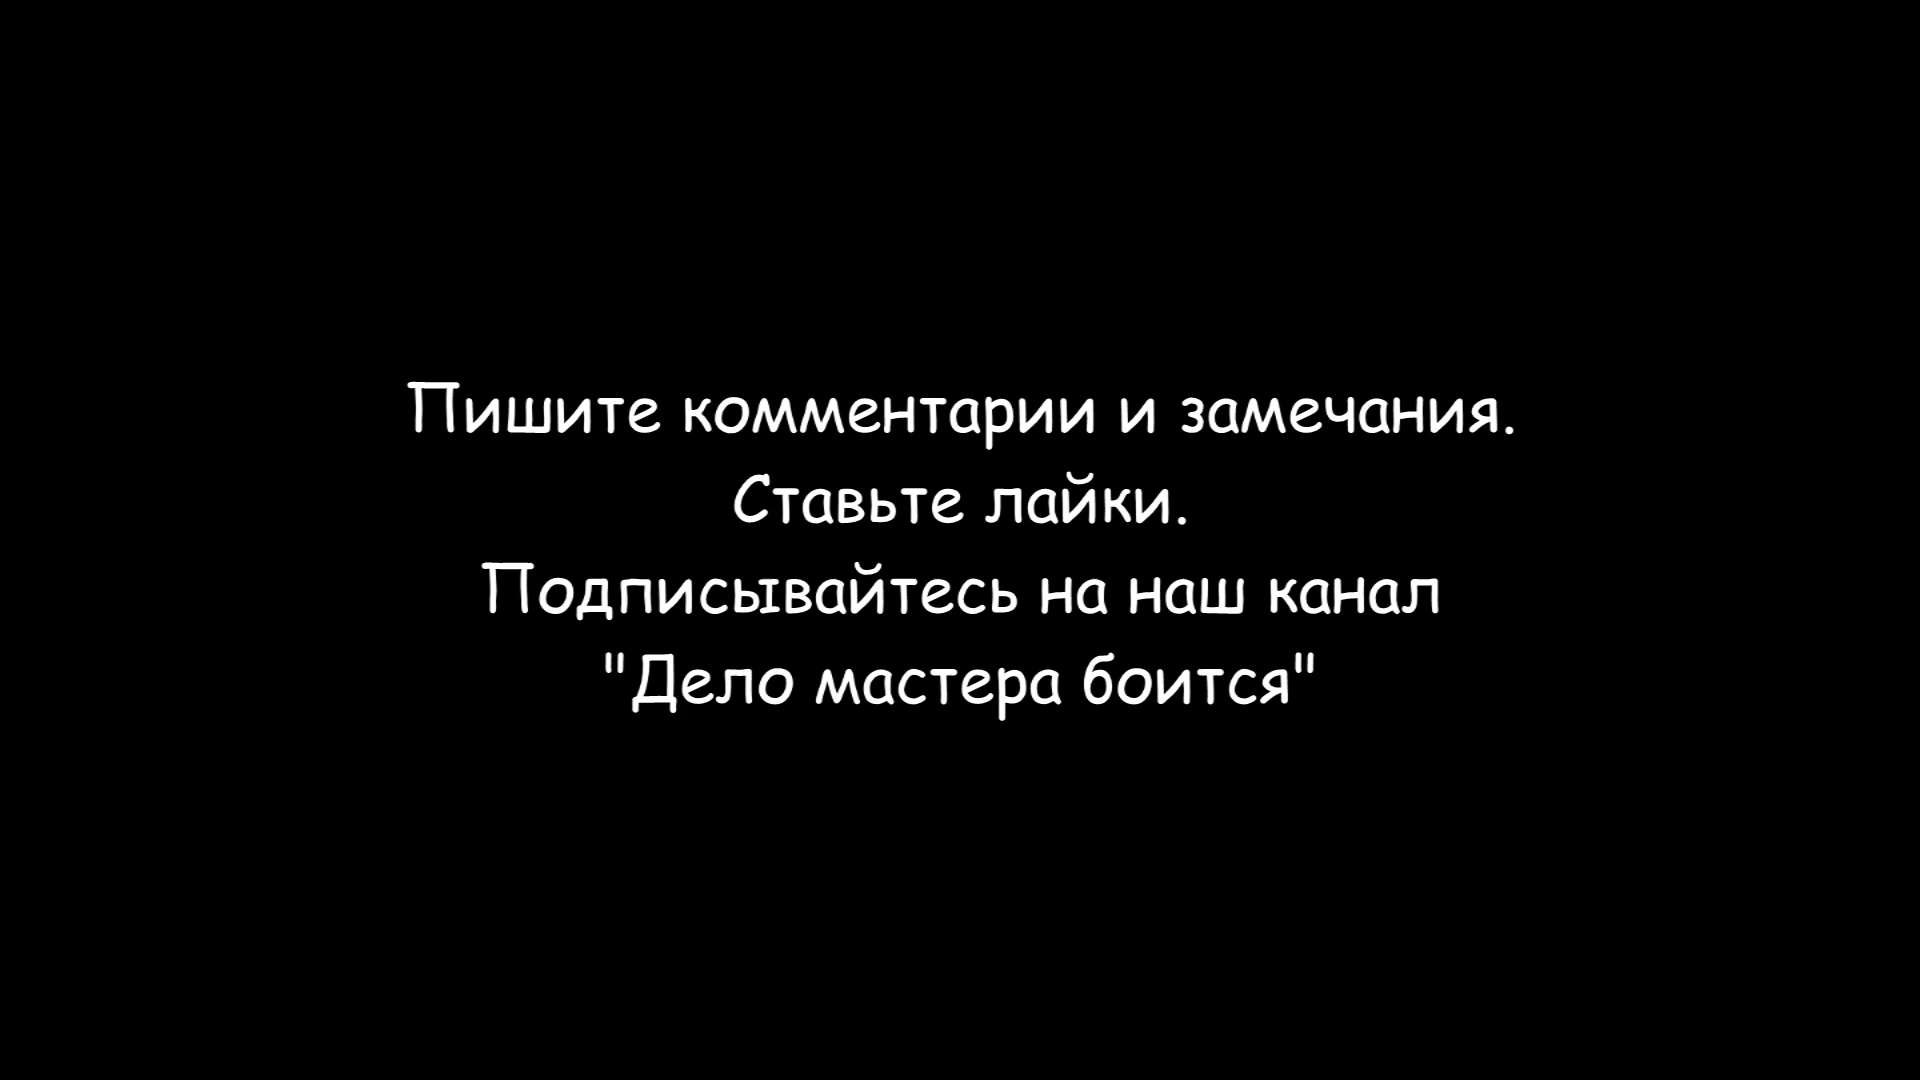 Пишите комментарии и замечания.
Ставьте лайки.
Подписывайтесь на наш канал
"Дело мастера боится"